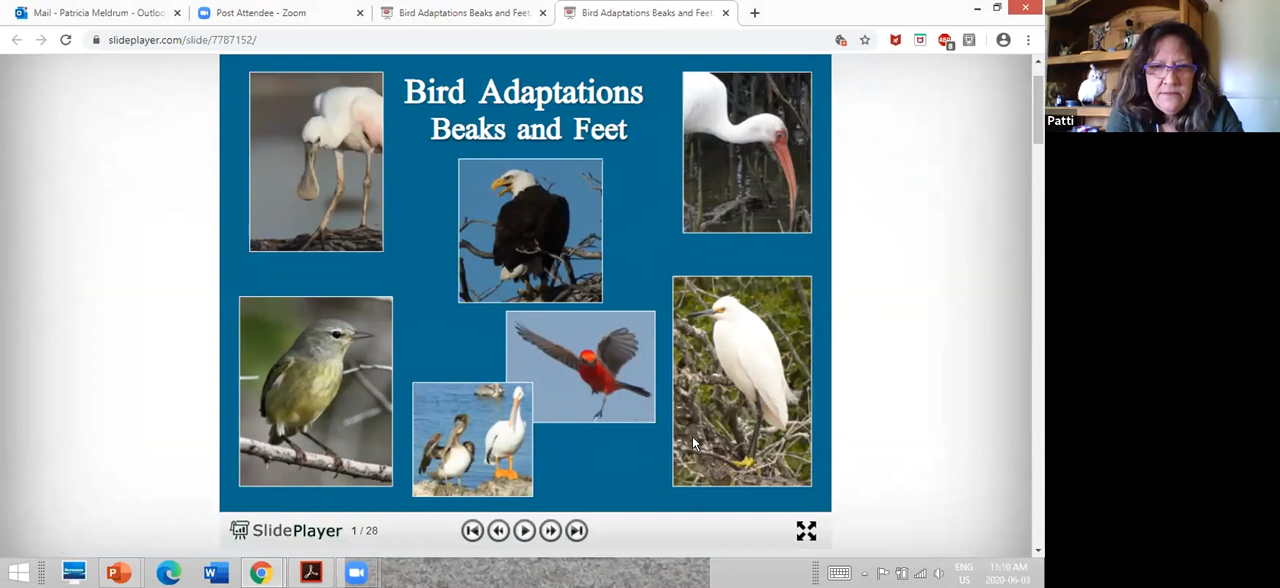 Mail - Patricia Meldrum - Outloo
Post Attendee - Zoom
Bird Adaptations Beaks and Feet
Bird Adaptations Beaks and Feet
slideplayer.com/slide/7787152/
Bird Adaptations
Beaks and Feet
Patti
SlidePlayer 1 / 28
ENG
US
11:10 AM
2020-06-03